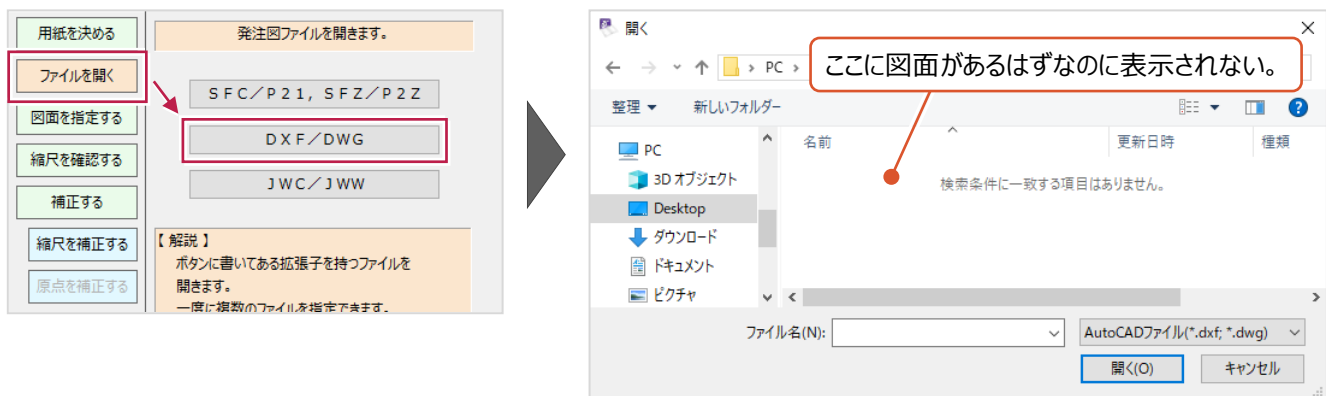 用紙を決める
ファイルを開く
図面を指定する
縮尺を確認する
補正する
縮尺を補正する
原点を補正する
発注図ファイルを開きます。
ＳＦＣ／Ｐ２１，ＳＦＺ／Ｐ２Ｚ
ＤＸＦ／ＤＷＧ
ＪＷＣ／ＪＷＷ
【 解説 】
ボタンに書いてある拡張子を持つファイルを
開きます。
一度に複数のファイルを指定できます。
開く
PC
ここに図面があるはずなのに表示されない。
整理
新しいフォルダー
PC
3D オブジェクト
Desktop
ダウンロード
ドキュメント
ピクチャ
名前
更新日時
種類
検索条件に一致する項目はありません。
ファイル名(N):
AutoCADファイル(*.dxf; *.dwg)
開く(O)
キャンセル